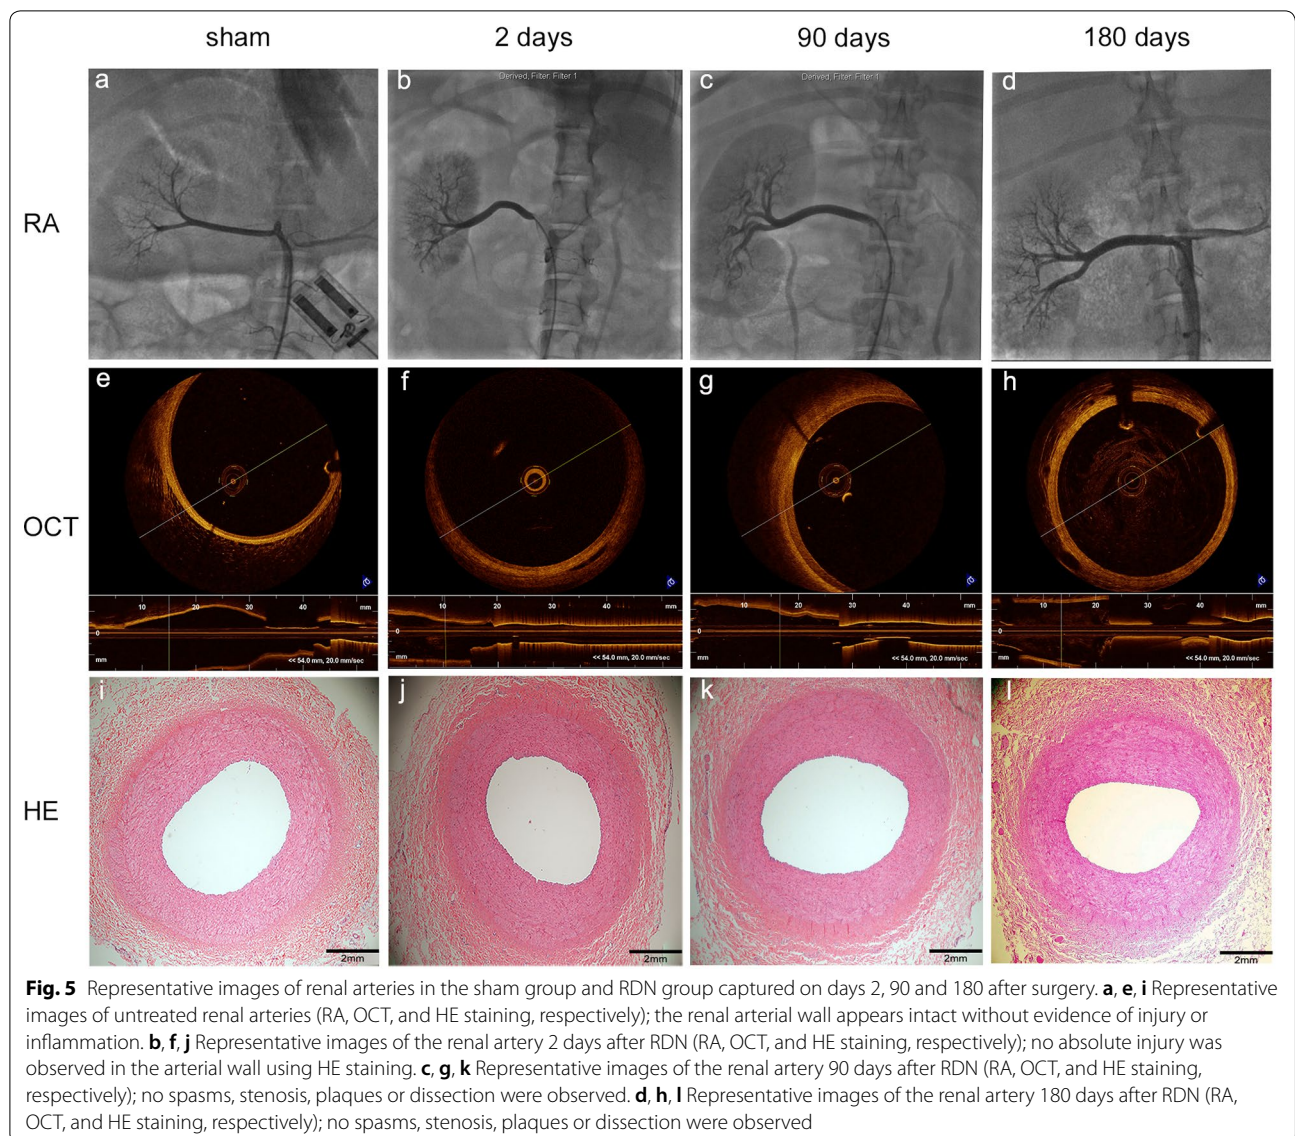 sham 2 days 90 days 180 days
a b c d
Derived, Filter: Filter 1 Derived, Filter: Filter 1
RA
e f g h
OCT
10 20 30 40 mm 10 20 30 40 mm 10 20 30 40 mm 10 20 30 40 mm
0 0 0 0
mm << 54.0 mm, 20.0 mm/sec mm << 54.0 mm, 20.0 mm/sec mm << 54.0 mm, 20.0 mm/sec mm << 54.0 mm, 20.0 mm/sec
i j k l
HE
2mm 2mm 2mm 2mm
Fig. 5 Representative images of renal arteries in the sham group and RDN group captured on days 2, 90 and 180 after surgery. a, e, i Representative
images of untreated renal arteries (RA, OCT, and HE staining, respectively); the renal arterial wall appears intact without evidence of injury or
inflammation. b, f, j Representative images of the renal artery 2 days after RDN (RA, OCT, and HE staining, respectively); no absolute injury was
observed in the arterial wall using HE staining. c, g, k Representative images of the renal artery 90 days after RDN (RA, OCT, and HE staining,
respectively); no spasms, stenosis, plaques or dissection were observed. d, h, l Representative images of the renal artery 180 days after RDN (RA,
OCT, and HE staining, respectively); no spasms, stenosis, plaques or dissection were observed